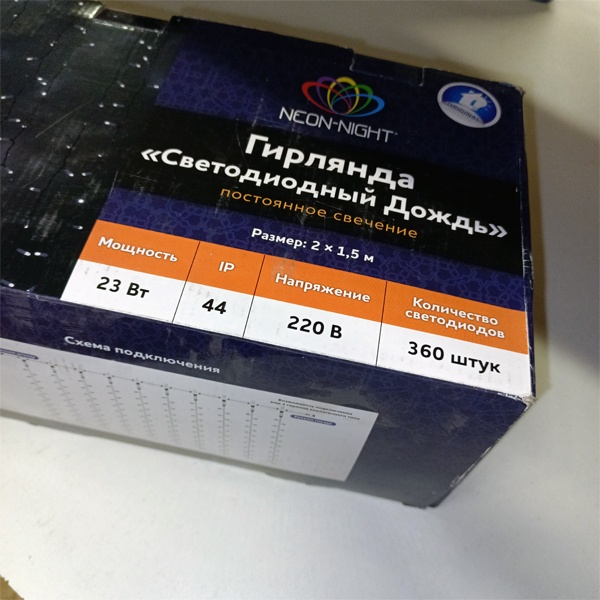 NEON-NIGHT
Гирлянда
«Светодиодный Дождь»
постоянное свечение
Размер: 2 × 1,5 м
Мощность
IP
Напряжение
Количество
светодиодов
23 Вт
44
220 В
360 штук
Схема подключения